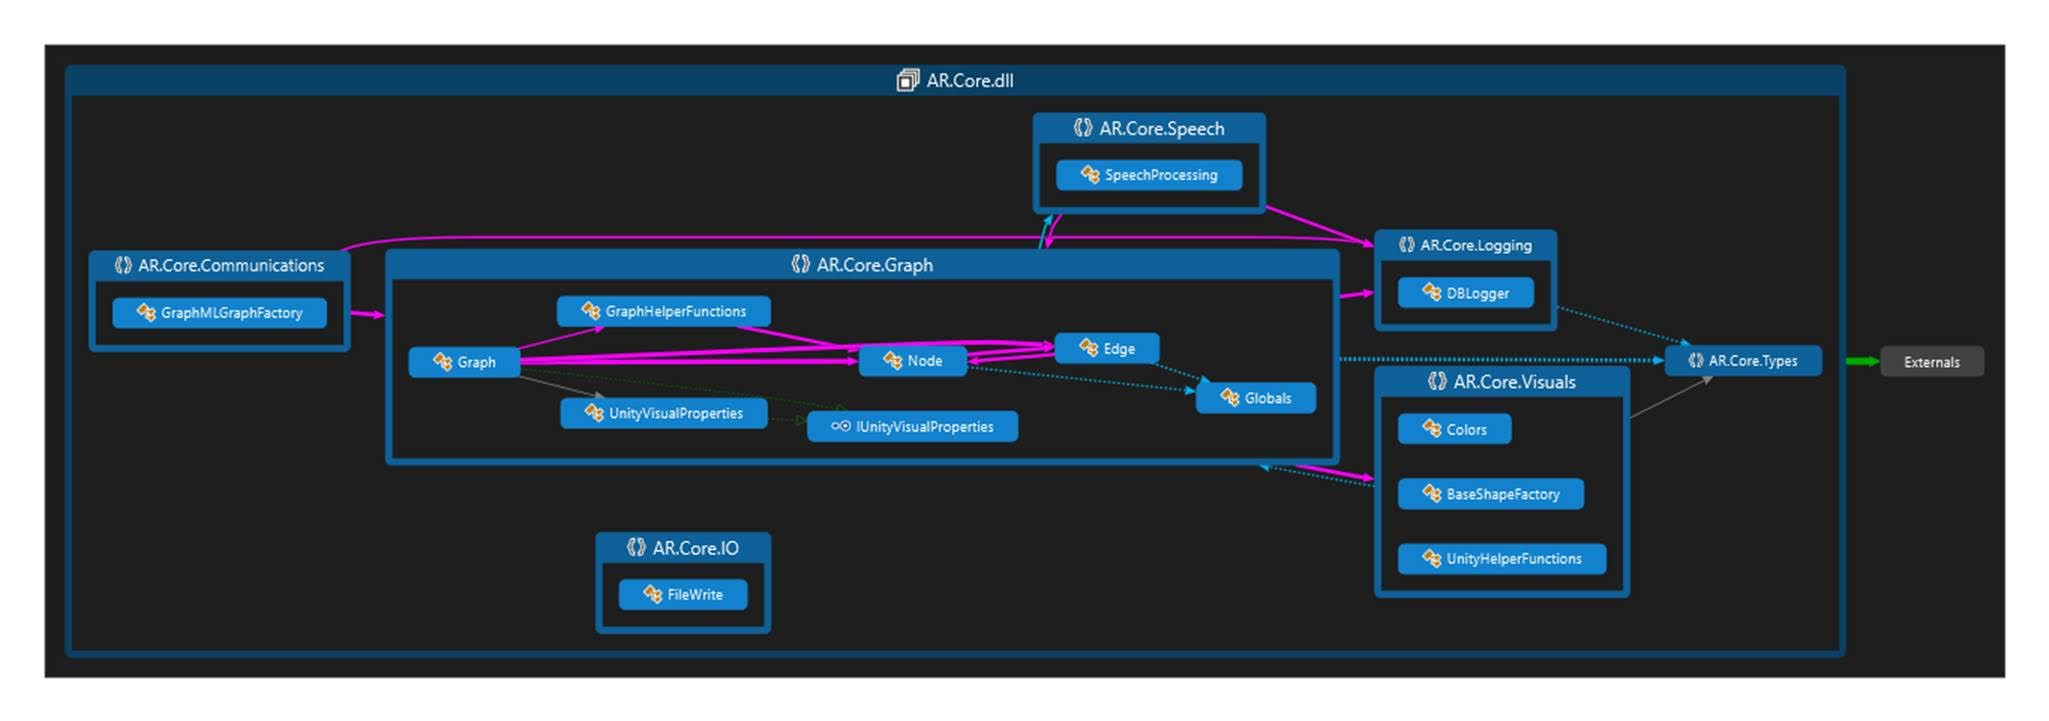 AR.Core.dll
AR.Core.Speech
SpeechProcessing
AR.Core.Communications
GraphMLGraphFactory
AR.Core.Graph
GraphHelperFunctions
Graph
Node
Edge
Globals
UnityVisualProperties
IUnityVisualProperties
AR.Core.Logging
DBLogger
AR.Core.Types
Externals
AR.Core.Visuals
Colors
BaseShapeFactory
UnityHelperFunctions
AR.Core.IO
FileWrite